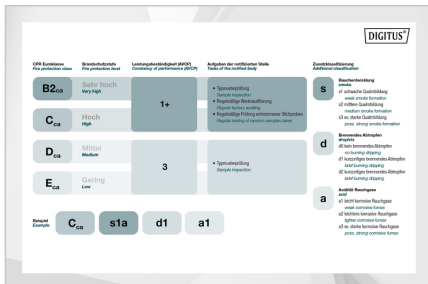 DIGITUS®
CPR Euroklasse
Fire protection class
Brandschutzstufe
Fire protection level
Leistungsbeständigkeit (AVCP)
Constancy of performance (AVCP)
Aufgaben der notifizierten Stelle
Tasks of the notified body
Zusatzklassifizierung
Additional classification
B2ca
Sehr hoch
Very high
Cca
Hoch
High
1+
• Typmusterprüfung
Sample inspection
• Regelmäßige Werksauditierung
Regular factory auditing
• Regelmäßige Prüfung entnommener Stichproben
Regular testing of random samples taken
Dca
Mittel
Medium
Eca
Gering
Low
3
• Typmusterprüfung
Sample inspection
s
Rauchentwicklung
smoke
s1 schwache Qualmbildung
weak smoke formation
s2 mittlere Qualmbildung
medium smoke formation
s3 ev. starke Qualmbildung
poss. strong smoke formation
d
Brennendes Abtropfen
droplets
d0 kein brennendes Abtropfen
no burning dripping
d1 kurzzeitiges brennendes Abtropfen
brief burning dripping
d2 kurzzeitiges brennendes Abtropfen
brief burning dripping
a
Acidität Rauchgase
acid
a1 leicht korrosive Rauchgase
weak corrosive fumes
a2 leichtere korrosive Rauchgase
lighter corrosive fumes
a3 ev. starke korrosive Rauchgase
poss. strong corrosive fumes
Beispiel
Example
Cca
s1a
d1
a1